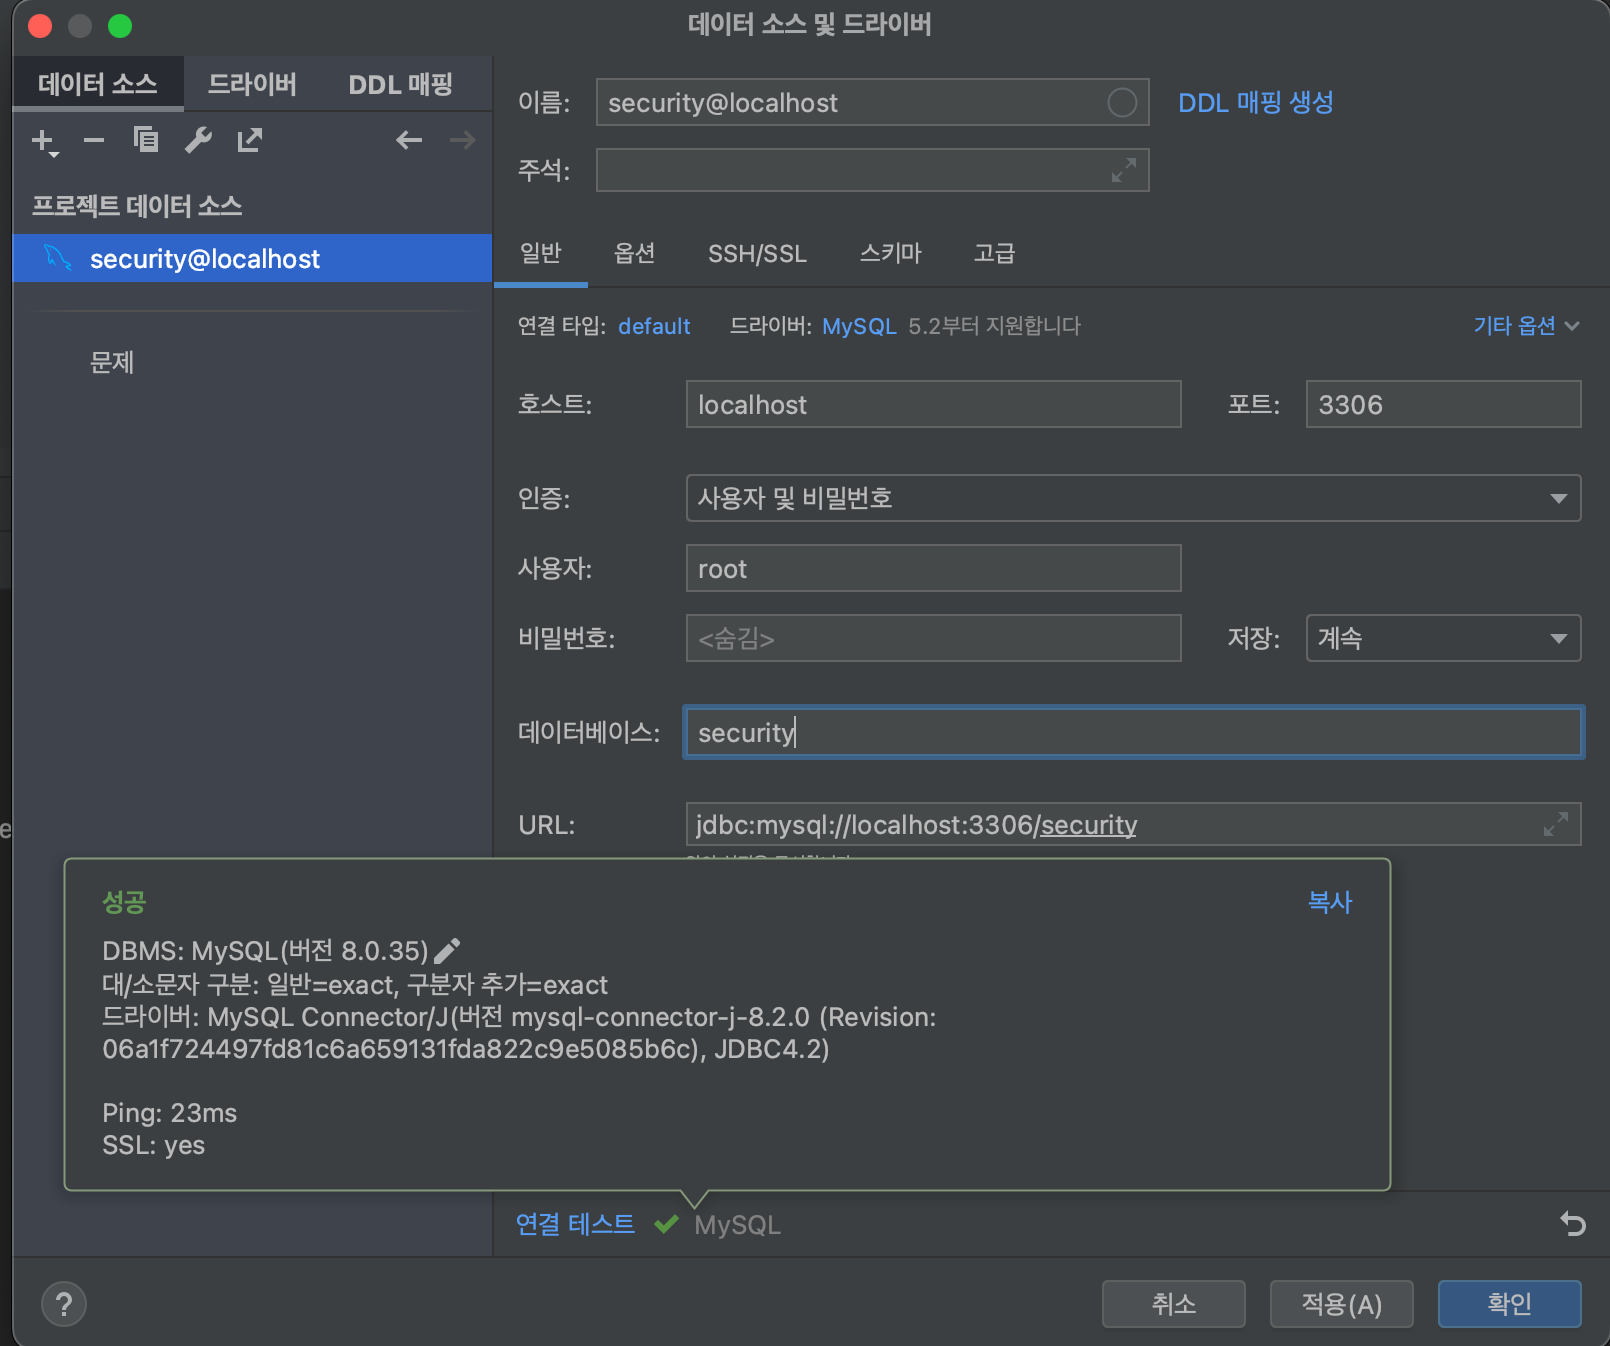 데이터 소스 및 드라이버
데이터 소스 드라이버 DDL 매핑
프로젝트 데이터 소스
security@localhost
문제
이름: security@localhost DDL 매핑 생성
주석:
일반 옵션 SSH/SSL 스키마 고급
연결 타입: default 드라이버: MySQL 5.2부터 지원합니다 기타 옵션
호스트: localhost 포트: 3306
인증: 사용자 및 비밀번호
사용자: root
비밀번호: <숨김> 저장: 계속
데이터베이스: security
URL: jdbc:mysql://localhost:3306/security
성공 복사
DBMS: MySQL(버전 8.0.35)
대/소문자 구분: 일반=exact, 구분자 추가=exact
드라이버: MySQL Connector/J(버전 mysql-connector-j-8.2.0 (Revision:
06a1f724497fd81c6a659131fda822c9e5085b6c), JDBC4.2)
Ping: 23ms
SSL: yes
연결 테스트 MySQL
? 취소 적용(A) 확인